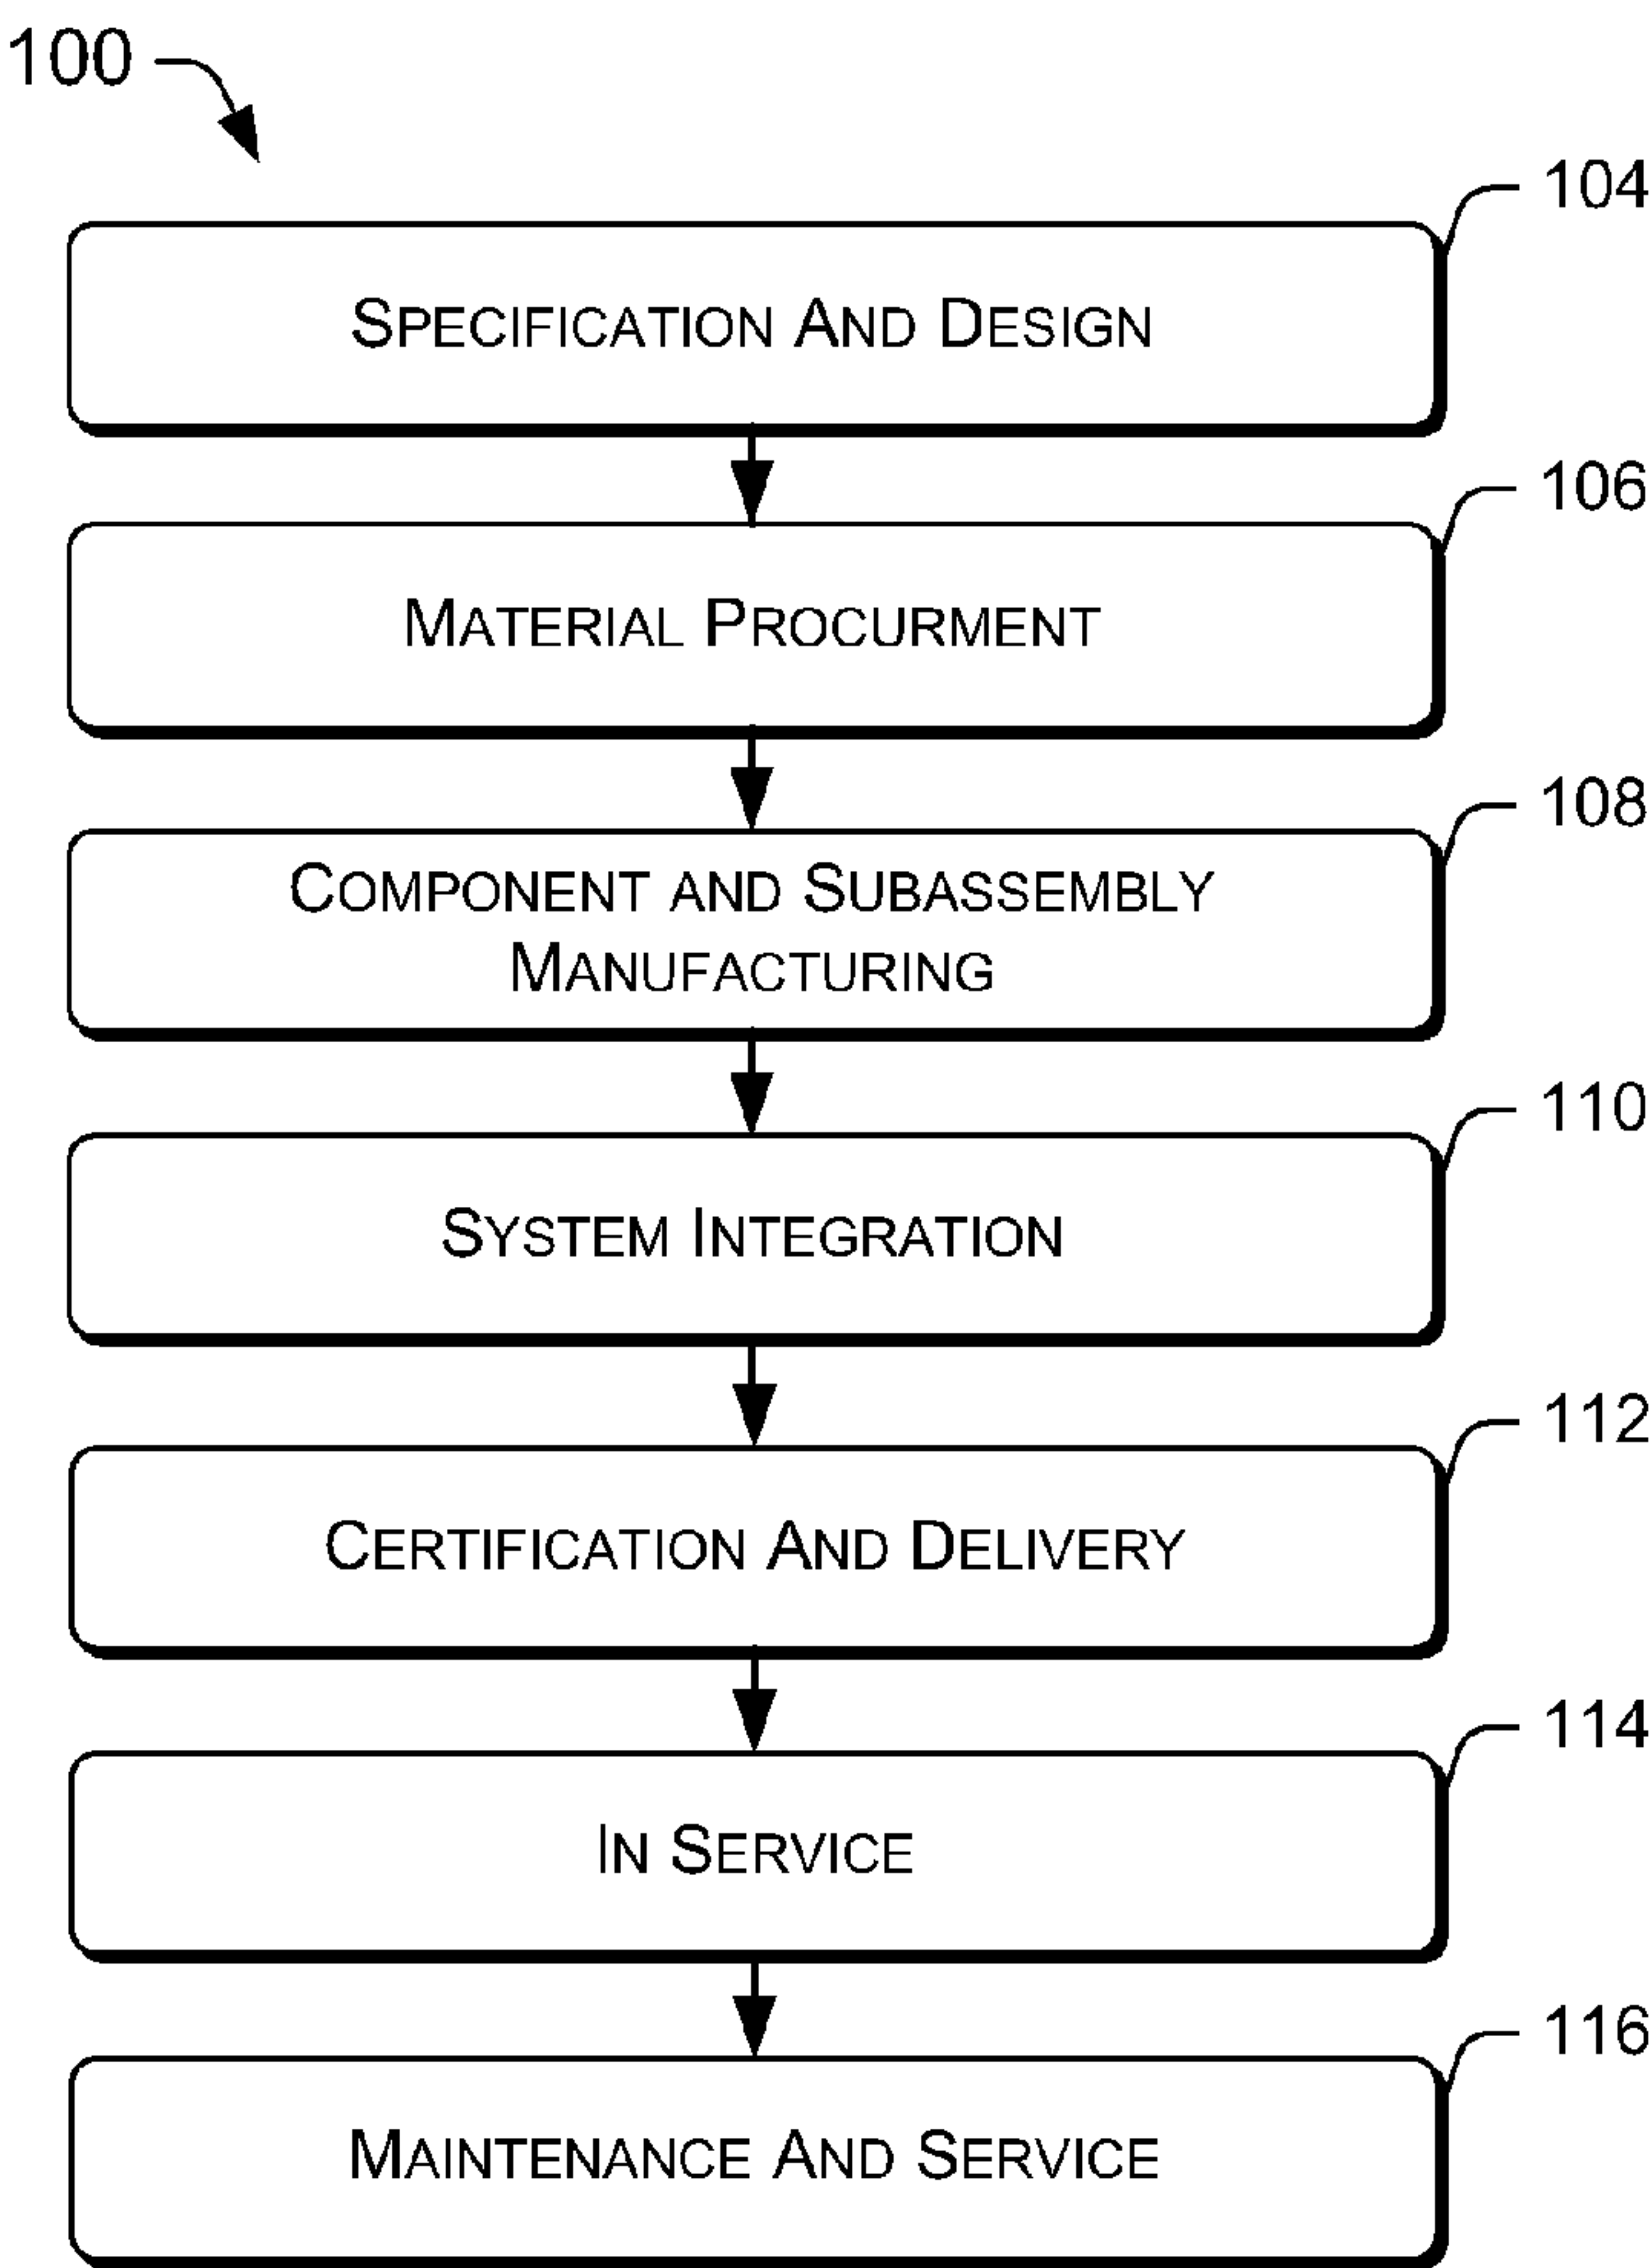 100
104
SPECIFICATION AND DESIGN
106
MATERIAL PROCURMENT
108
COMPONENT AND SUBASSEMBLY
MANUFACTURING
110
SYSTEM INTEGRATION
112
CERTIFICATION AND DELIVERY
114
IN SERVICE
116
MAINTENANCE AND SERVICE